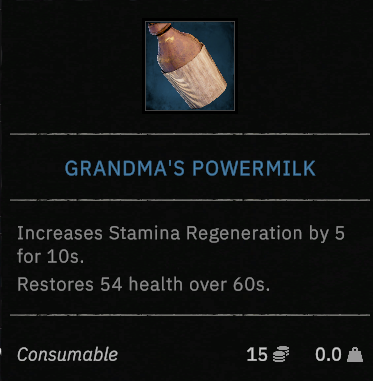 GRANDMA'S POWERMILK
Increases Stamina Regeneration by 5
for 10s.
Restores 54 health over 60s.
Consumable 15 0.0